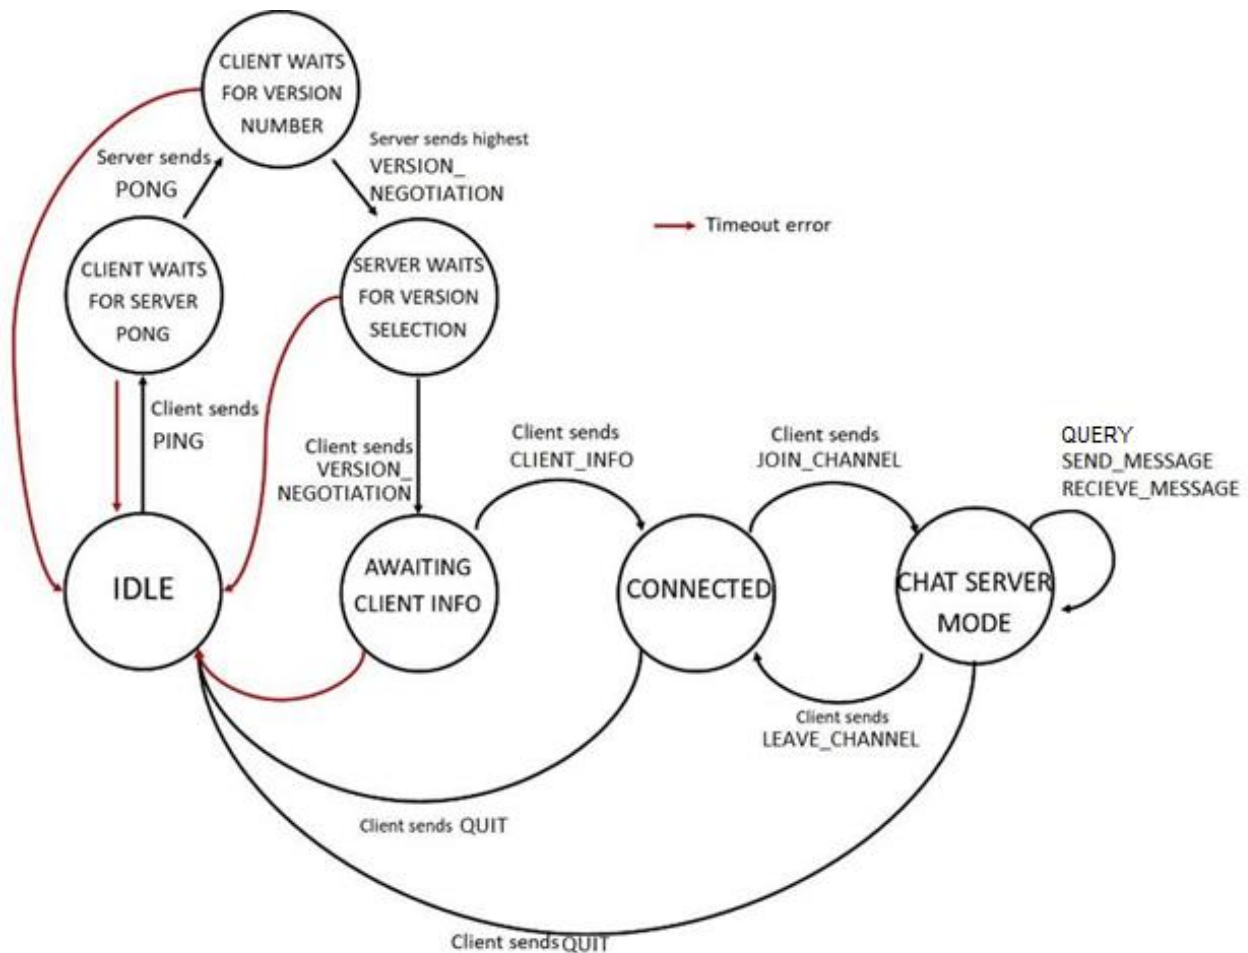 CLIENT WAITS
FOR VERSION
NUMBER
Server sends
PONG
Server sends highest
VERSION_
NEGOTIATION
Timeout error
CLIENT WAITS
FOR SERVER
PONG
SERVER WAITS
FOR VERSION
SELECTION
Client sends
PING
Client sends
VERSION_
NEGOTIATION
Client sends
CLIENT_INFO
Client sends
JOIN_CHANNEL
QUERY
SEND_MESSAGE
RECIEVE_MESSAGE
IDLE
AWAITING
CLIENT INFO
CONNECTED
CHAT SERVER
MODE
Client sends
LEAVE_CHANNEL
Client sends QUIT
Client sends QUIT